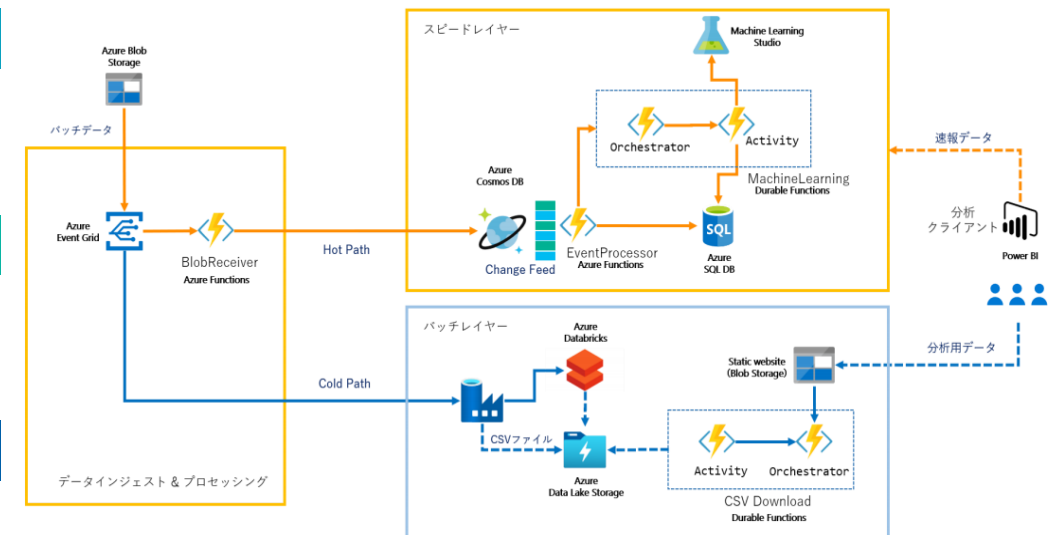 Azure Blob
Storage
バッチデータ
Azure
Event Grid
BlobReceiver
Azure Functions
Hot Path
Cold Path
データインジェスト & プロセッシング
スピードレイヤー
Machine Learning
Studio
Orchestrator
Activity
MachineLearning
Durable Functions
Azure
Cosmos DB
Change Feed
EventProcessor
Azure Functions
SQL
Azure
SQL DB
速報データ
分析
クライアント
Power BI
バッチレイヤー
Azure
Databricks
CSVファイル
Azure
Data Lake Storage
Static website
(Blob Storage)
分析用データ
Activity
Orchestrator
CSV Download
Durable Functions